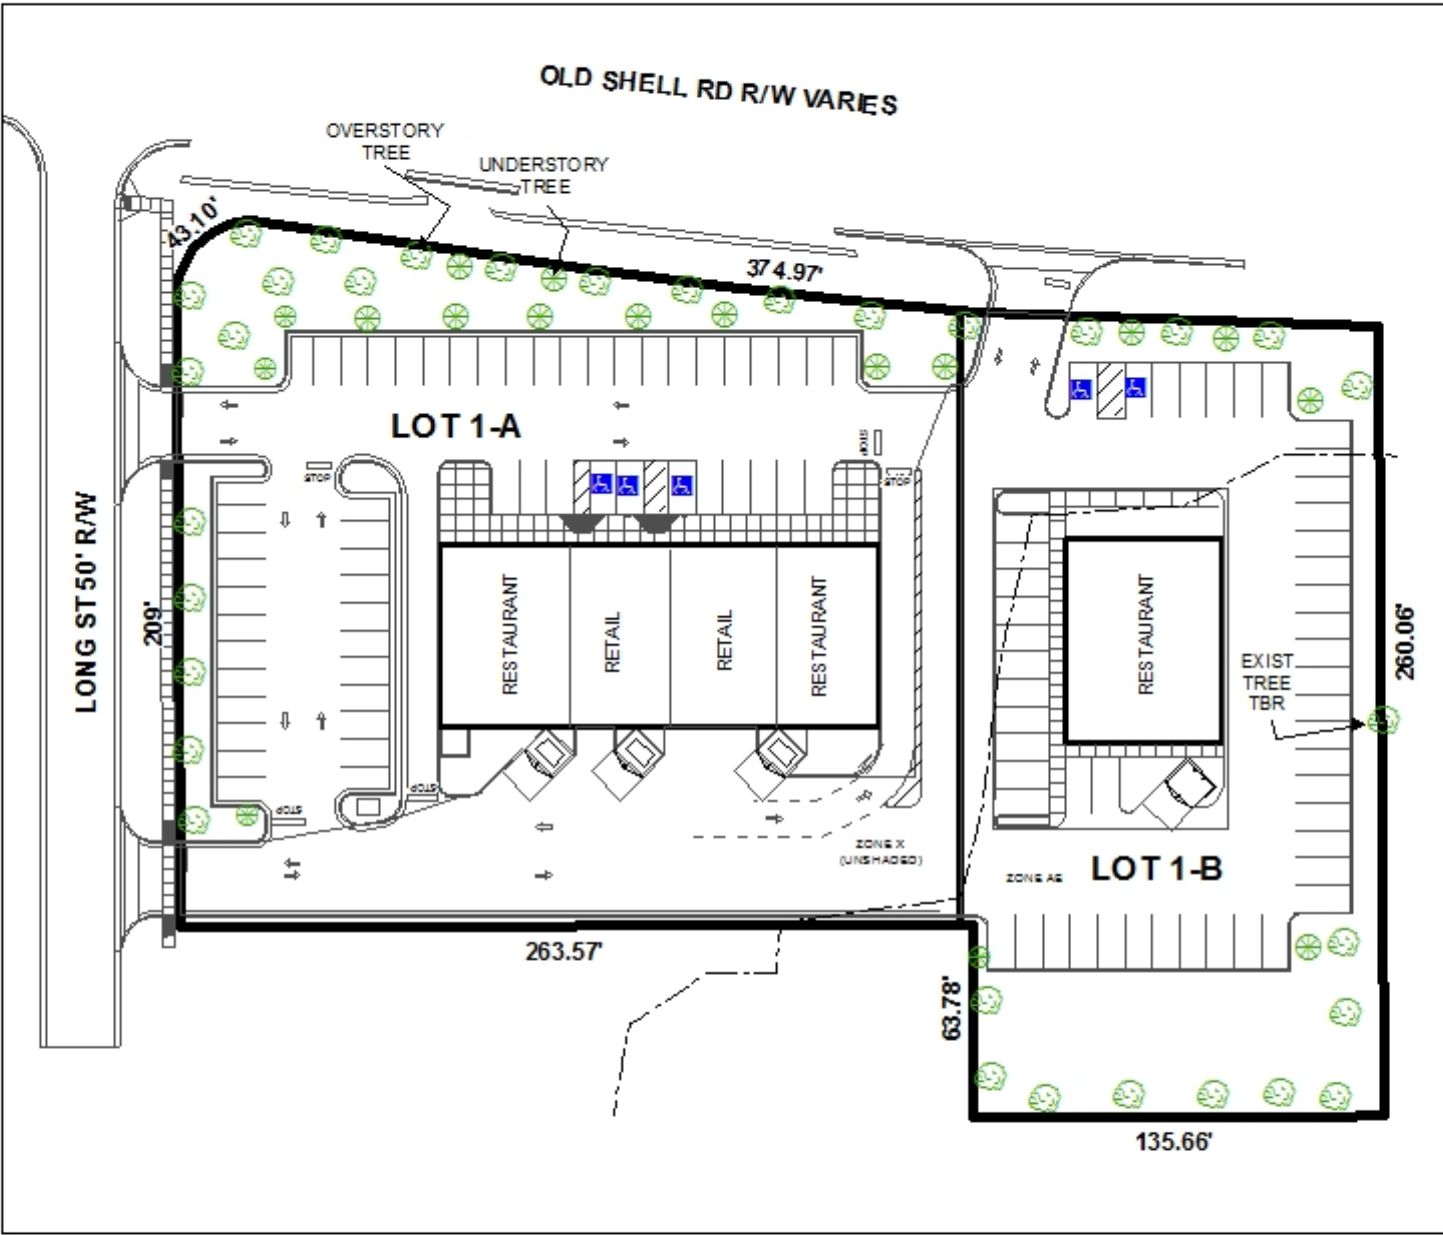 OLD SHELL RD R/W VARIES
OVERSTORY
TREE
UNDERSTORY
TREE
43.10'
374.97'
LOT 1-A
STOP
STOP
STOP
LONG ST 50' R/W
209'
RESTAURANT
RETAIL
RETAIL
RESTAURANT
RESTAURANT
EXIST
TREE
TBR
260.06'
STOP
STOP
ZONE X
(UNSHADED)
ZONE AE
LOT 1-B
263.57'
63.78'
135.66'